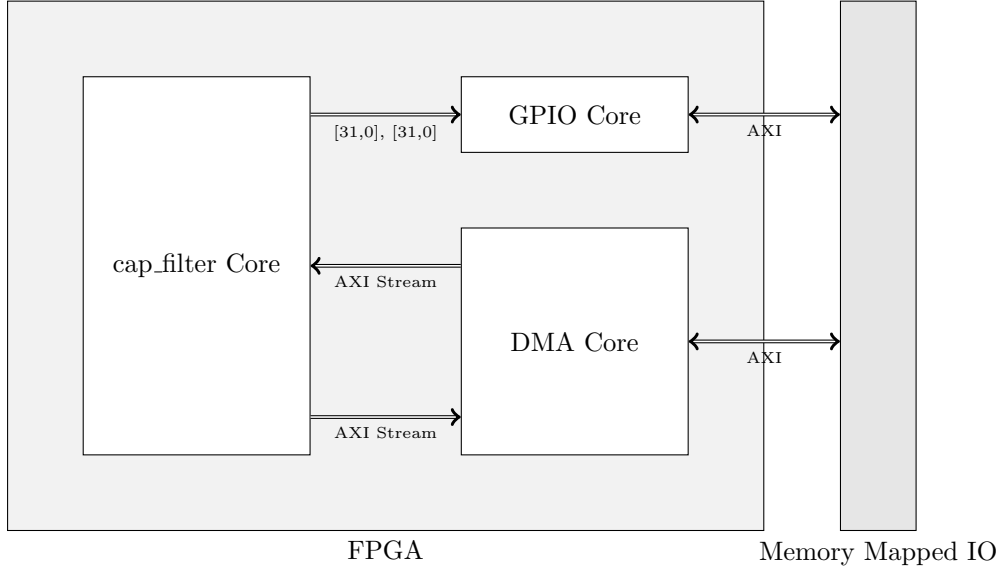 GPIO Core
[31,0], [31,0]
AXI
cap_filter Core
AXI Stream
DMA Core
AXI
AXI Stream
FPGA
Memory Mapped IO